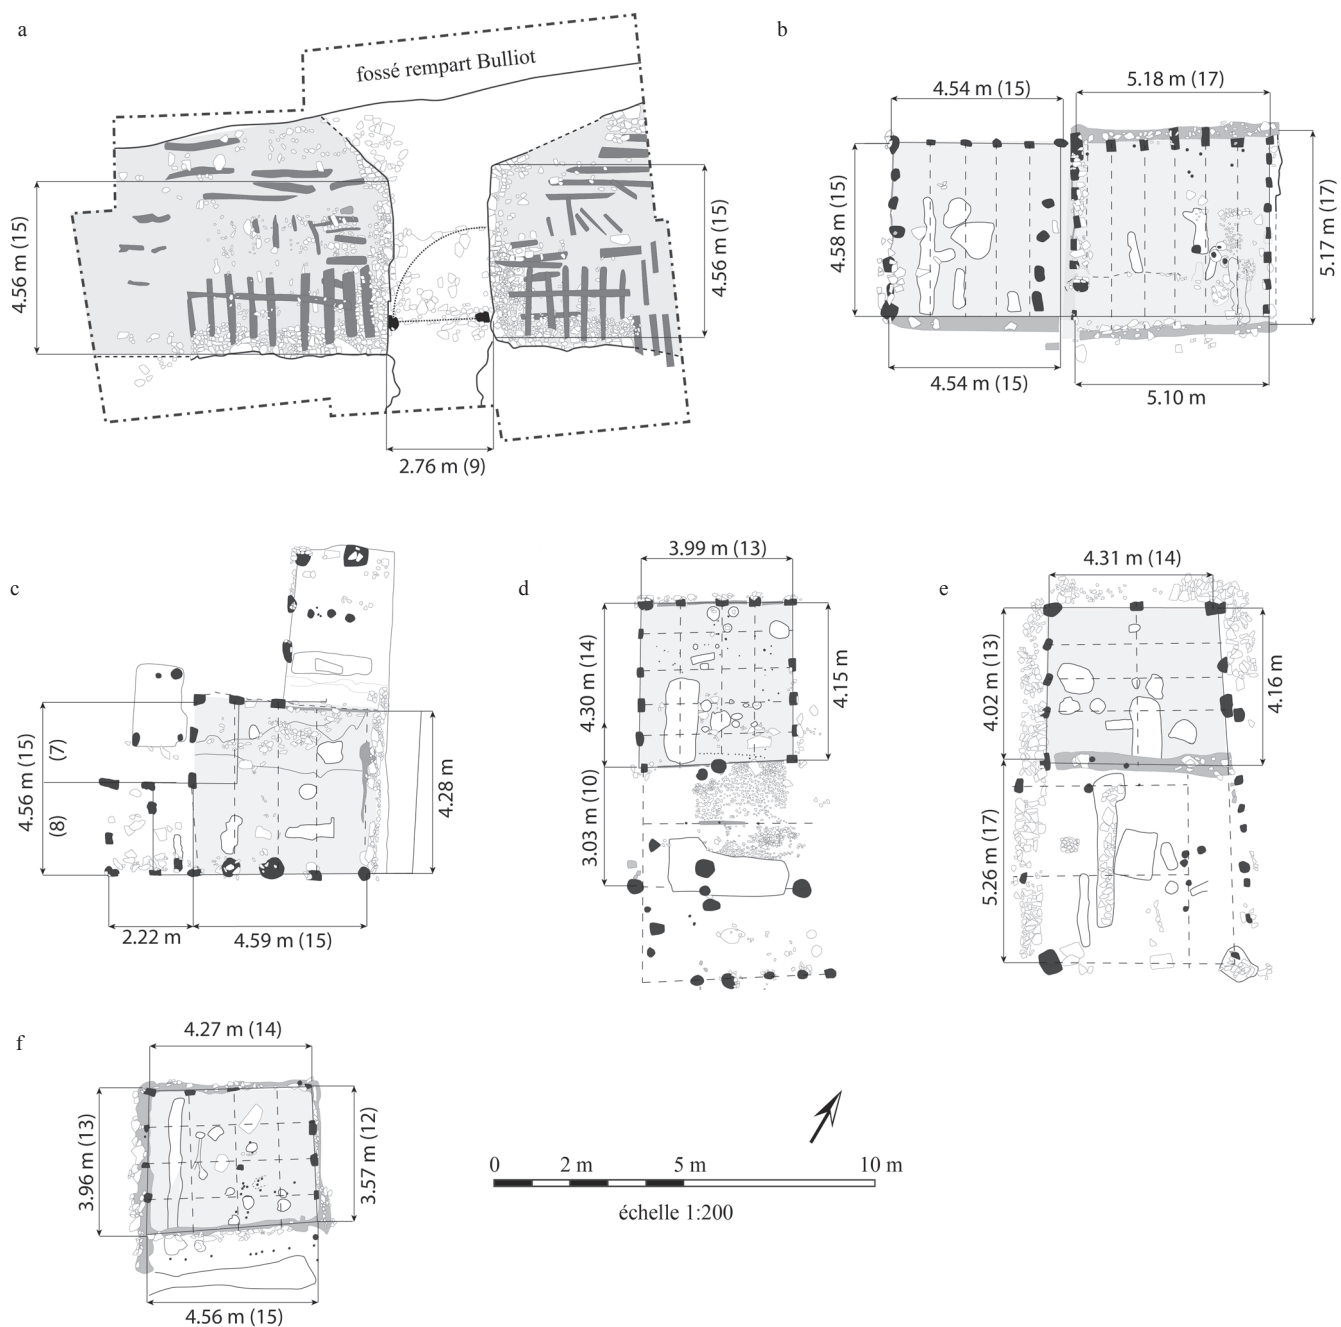 a
fossé rempart Bulliot
4.56 m (15)
4.56 m (15)
2.76 m (9)
b
4.54 m (15)
5.18 m (17)
4.58 m (15)
5.17 m (17)
4.54 m (15)
5.10 m
c
4.56 m (15)
(7)
(8)
4.28 m
2.22 m
4.59 m (15)
d
3.99 m (13)
4.30 m (14)
4.15 m
3.03 m (10)
e
4.31 m (14)
4.02 m (13)
4.16 m
5.26 m (17)
f
4.27 m (14)
3.96 m (13)
3.57 m (12)
4.56 m (15)
0 2 m 5 m 10 m
échelle 1:200